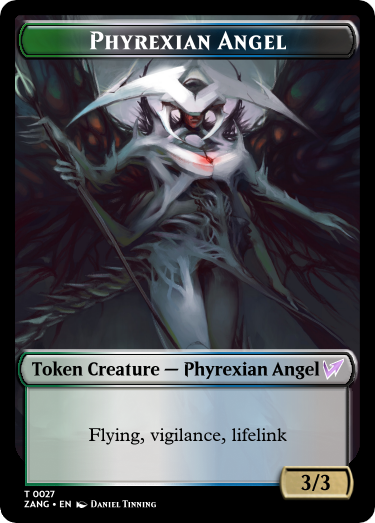 Phyrexian Angel
Token Creature — Phyrexian Angel
Flying, vigilance, lifelink
3/3
T 0027
ZANG • EN Daniel Tinning